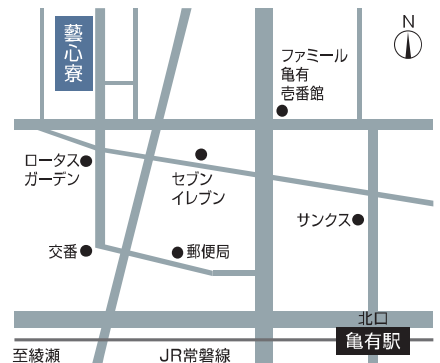 藝心寮
N
ファミール
亀有
壱番館
ロータス
ガーデン
セブン
イレブン
サンクス
交番
郵便局
北口
亀有駅
至綾瀬
JR常磐線